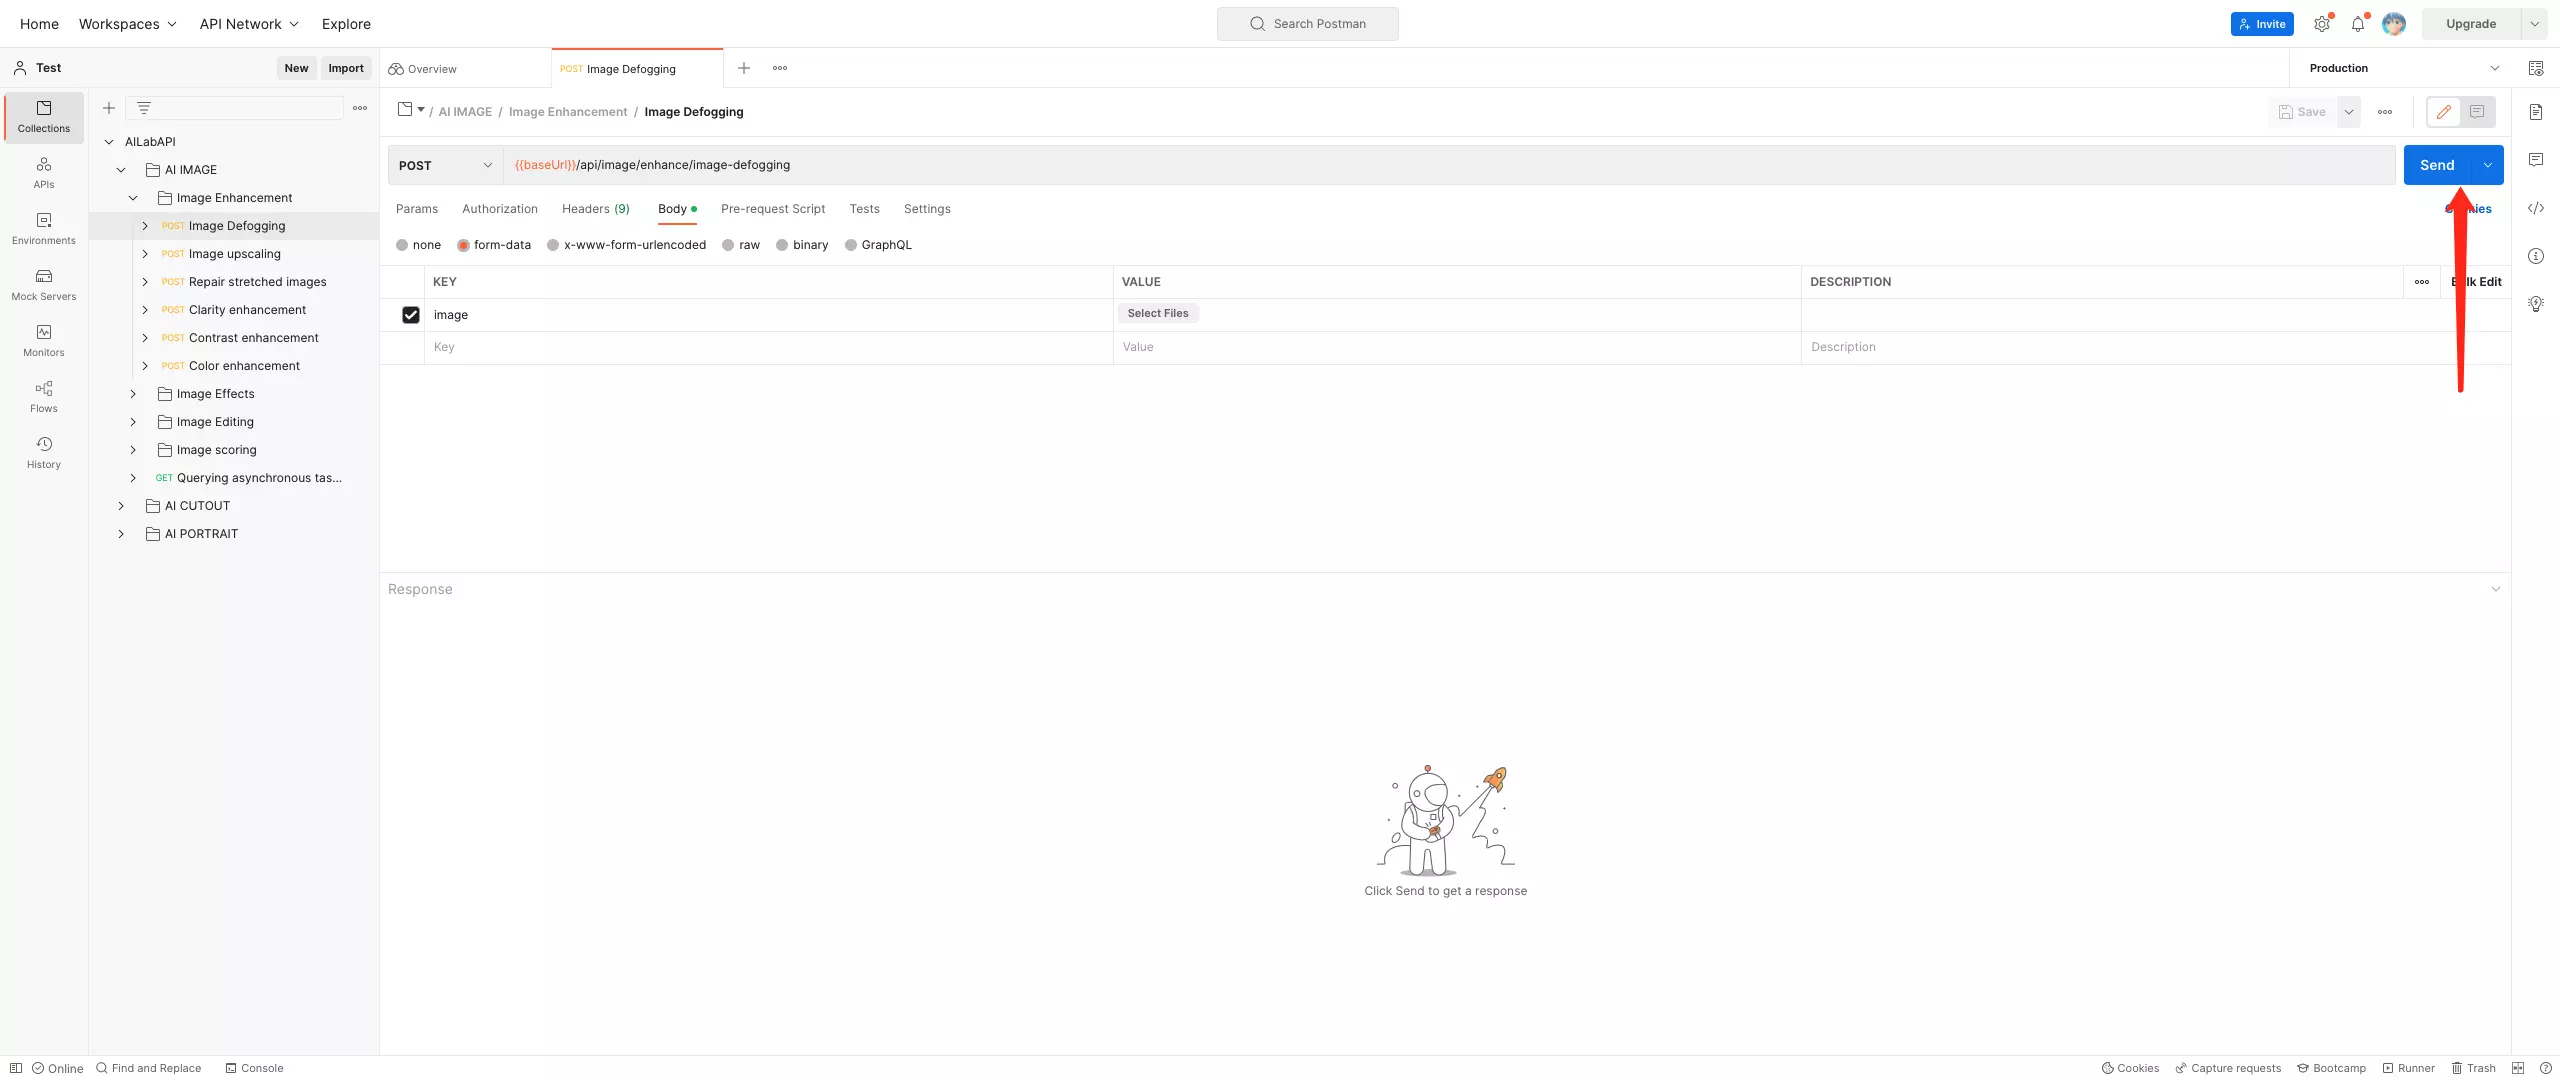 Home Workspaces API Network Explore Search Postman Invite Upgrade
Test New Import Overview POST Image Defogging Production
/ AI IMAGE / Image Enhancement / Image Defogging Save
Collections
APIs
Environments
Mock Servers
Monitors
Flows
History
AILabAPI
AI IMAGE
Image Enhancement
POST Image Defogging
POST Image upscaling
POST Repair stretched images
POST Clarity enhancement
POST Contrast enhancement
POST Color enhancement
Image Effects
Image Editing
Image scoring
GET Querying asynchronous tas...
AI CUTOUT
AI PORTRAIT
POST {{baseUrl}}/api/image/enhance/image-defogging Send
Params Authorization Headers (9) Body Pre-request Script Tests Settings
none form-data x-www-form-urlencoded raw binary GraphQL
KEY VALUE DESCRIPTION Edit
image Select Files
Key Value Description
Response
Click Send to get a response
Online Find and Replace Console Cookies Capture requests Bootcamp Runner Trash